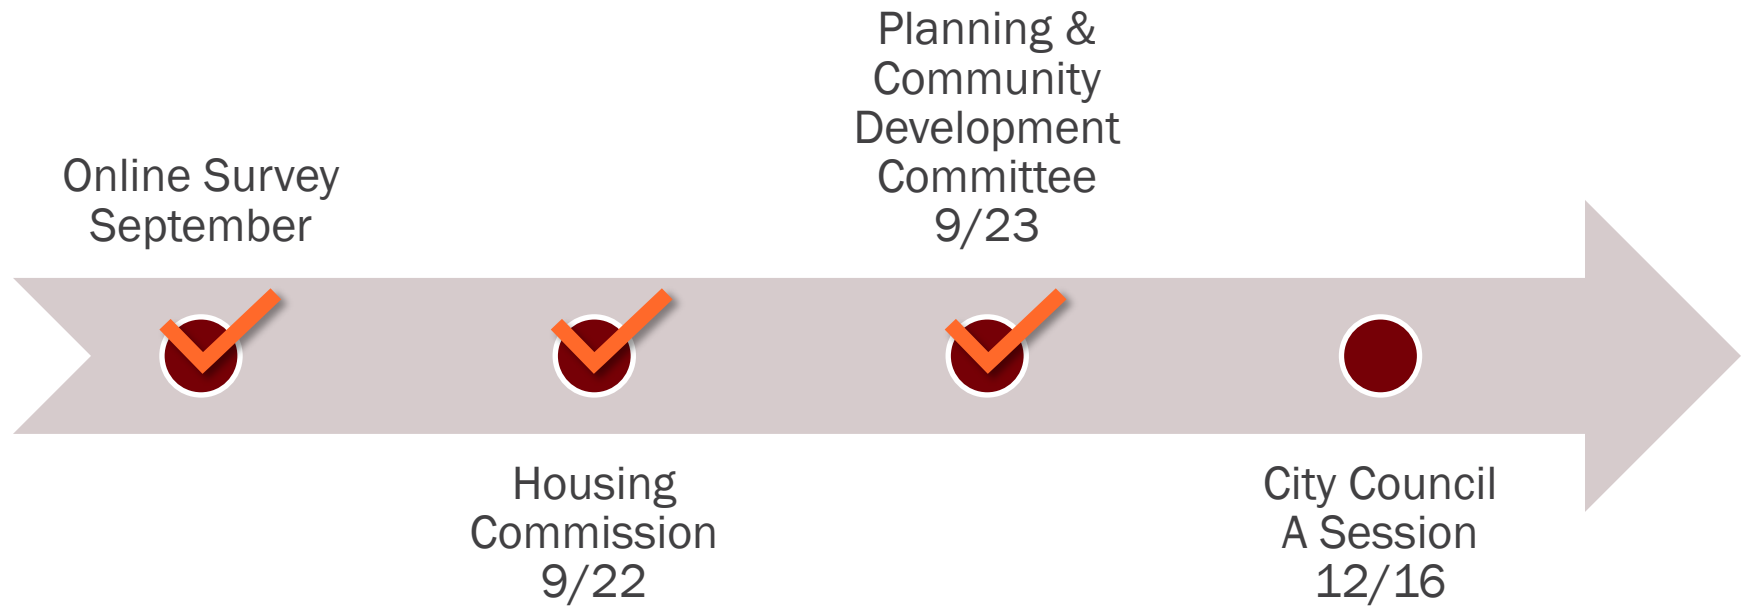 Online Survey
September
Housing
Commission
9/22
Planning &
Community
Development
Committee
9/23
City Council
A Session
12/16